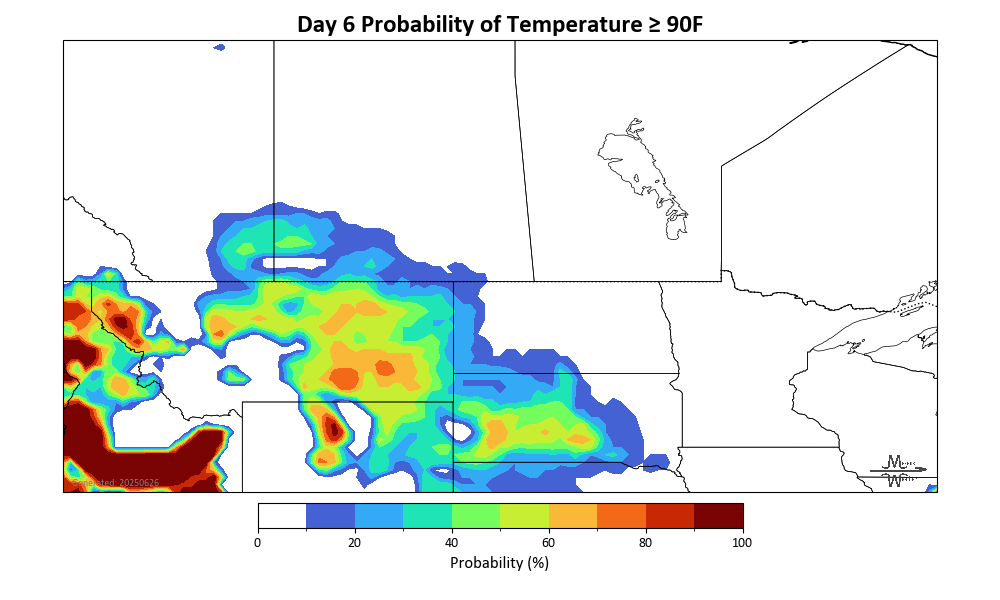 Day 6 Probability of Temperature ≥ 90F
Generated: 20250626
0 20 40 60 80 100
Probability (%)